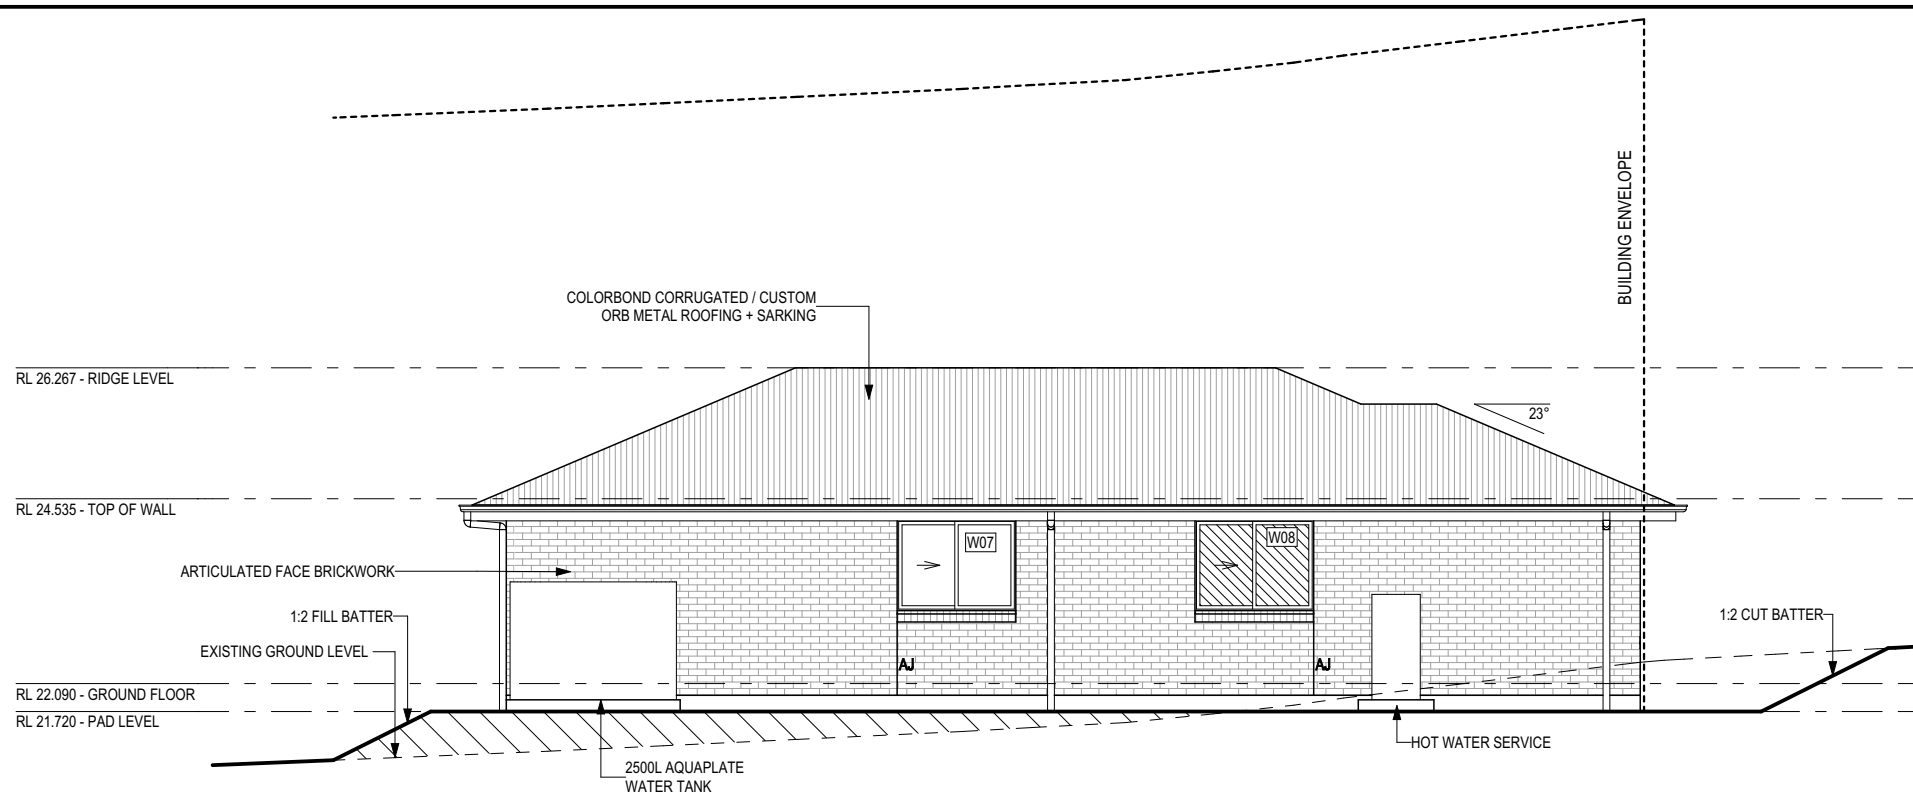 BUILDING ENVELOPE
COLORBOND CORRUGATED / CUSTOM
ORB METAL ROOFING + SARKING
RL 26.267 - RIDGE LEVEL
23°
RL 24.535 - TOP OF WALL
W07
W08
ARTICULATED FACE BRICKWORK
1:2 FILL BATTER
1:2 CUT BATTER
EXISTING GROUND LEVEL
AJ
AJ
RL 22.090 - GROUND FLOOR
RL 21.720 - PAD LEVEL
HOT WATER SERVICE
2500L AQUAPLATE
WATER TANK